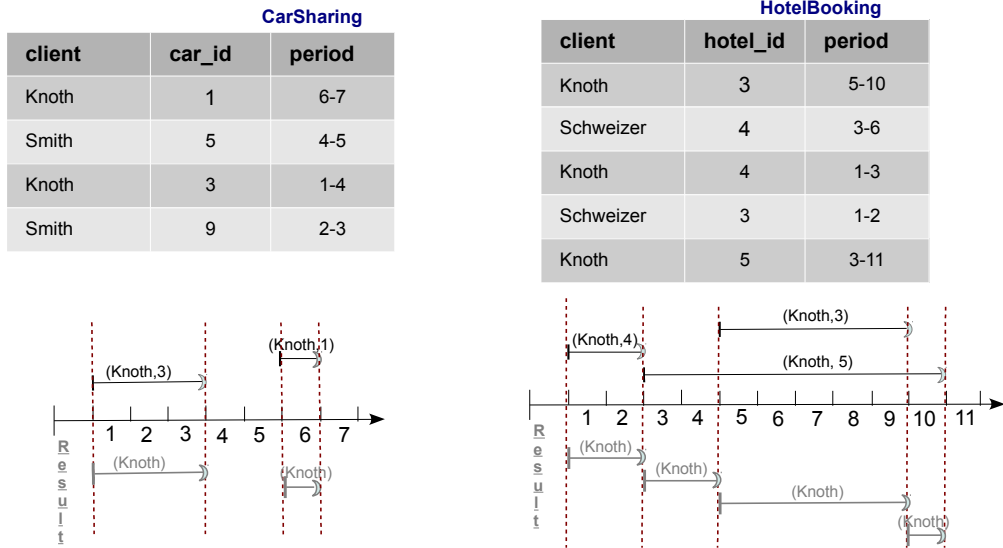 CarSharing
client car_id period
Knoth 1 6-7
Smith 5 4-5
Knoth 3 1-4
Smith 9 2-3
HotelBooking
client hotel_id period
Knoth 3 5-10
Schweizer 4 3-6
Knoth 4 1-3
Schweizer 3 1-2
Knoth 5 3-11
(Knoth,1)
(Knoth,3)
1 2 3 4 5 6 7
Result
(Knoth)
(Knoth)
(Knoth,3)
(Knoth,4)
(Knoth, 5)
1 2 3 4 5 6 7 8 9 10 11
Result
(Knoth)
(Knoth)
(Knoth)
(Knoth)